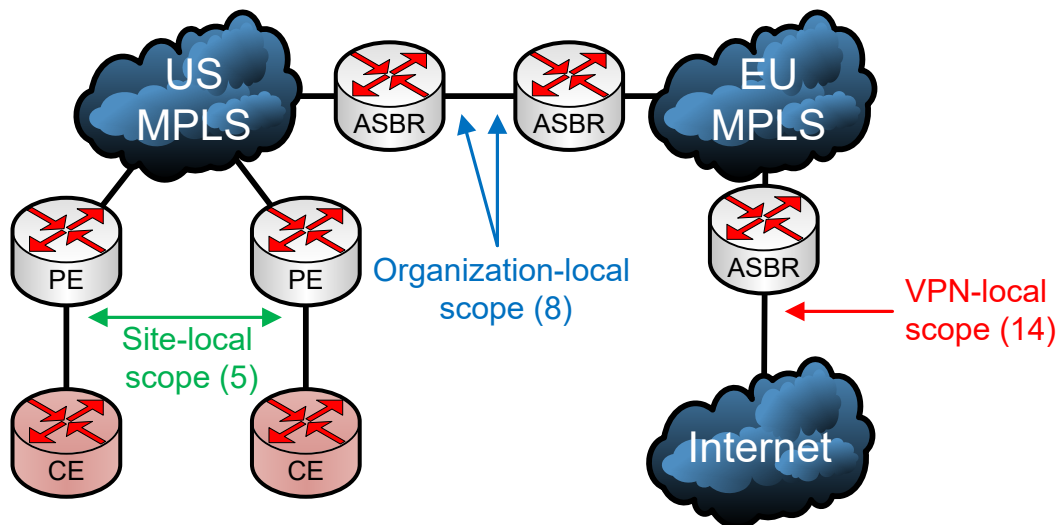 US
MPLS
ASBR
ASBR
EU
MPLS
PE
PE
ASBR
Organization-local
scope (8)
VPN-local
scope (14)
Site-local
scope (5)
CE
CE
Internet